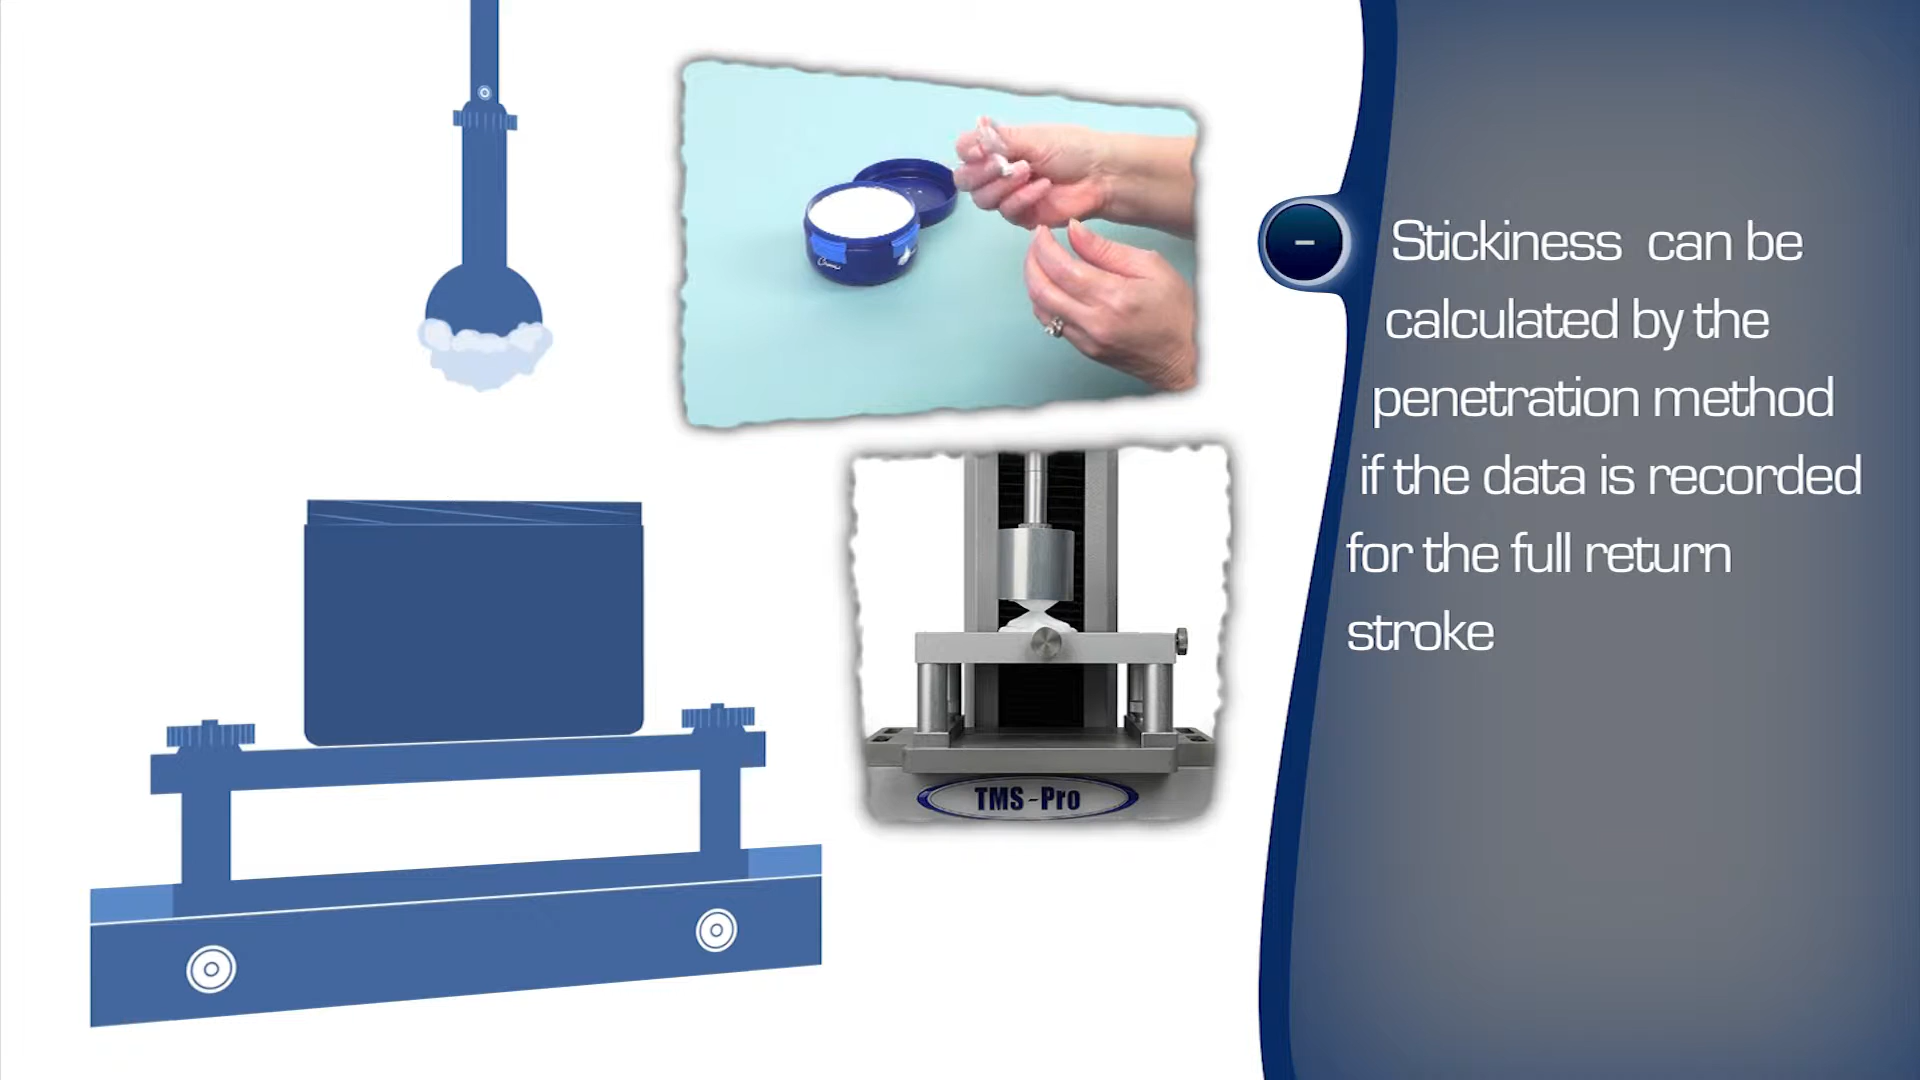 Stickiness can be
calculated by the
penetration method
if the data is recorded
for the full return
stroke
TMS-Pro